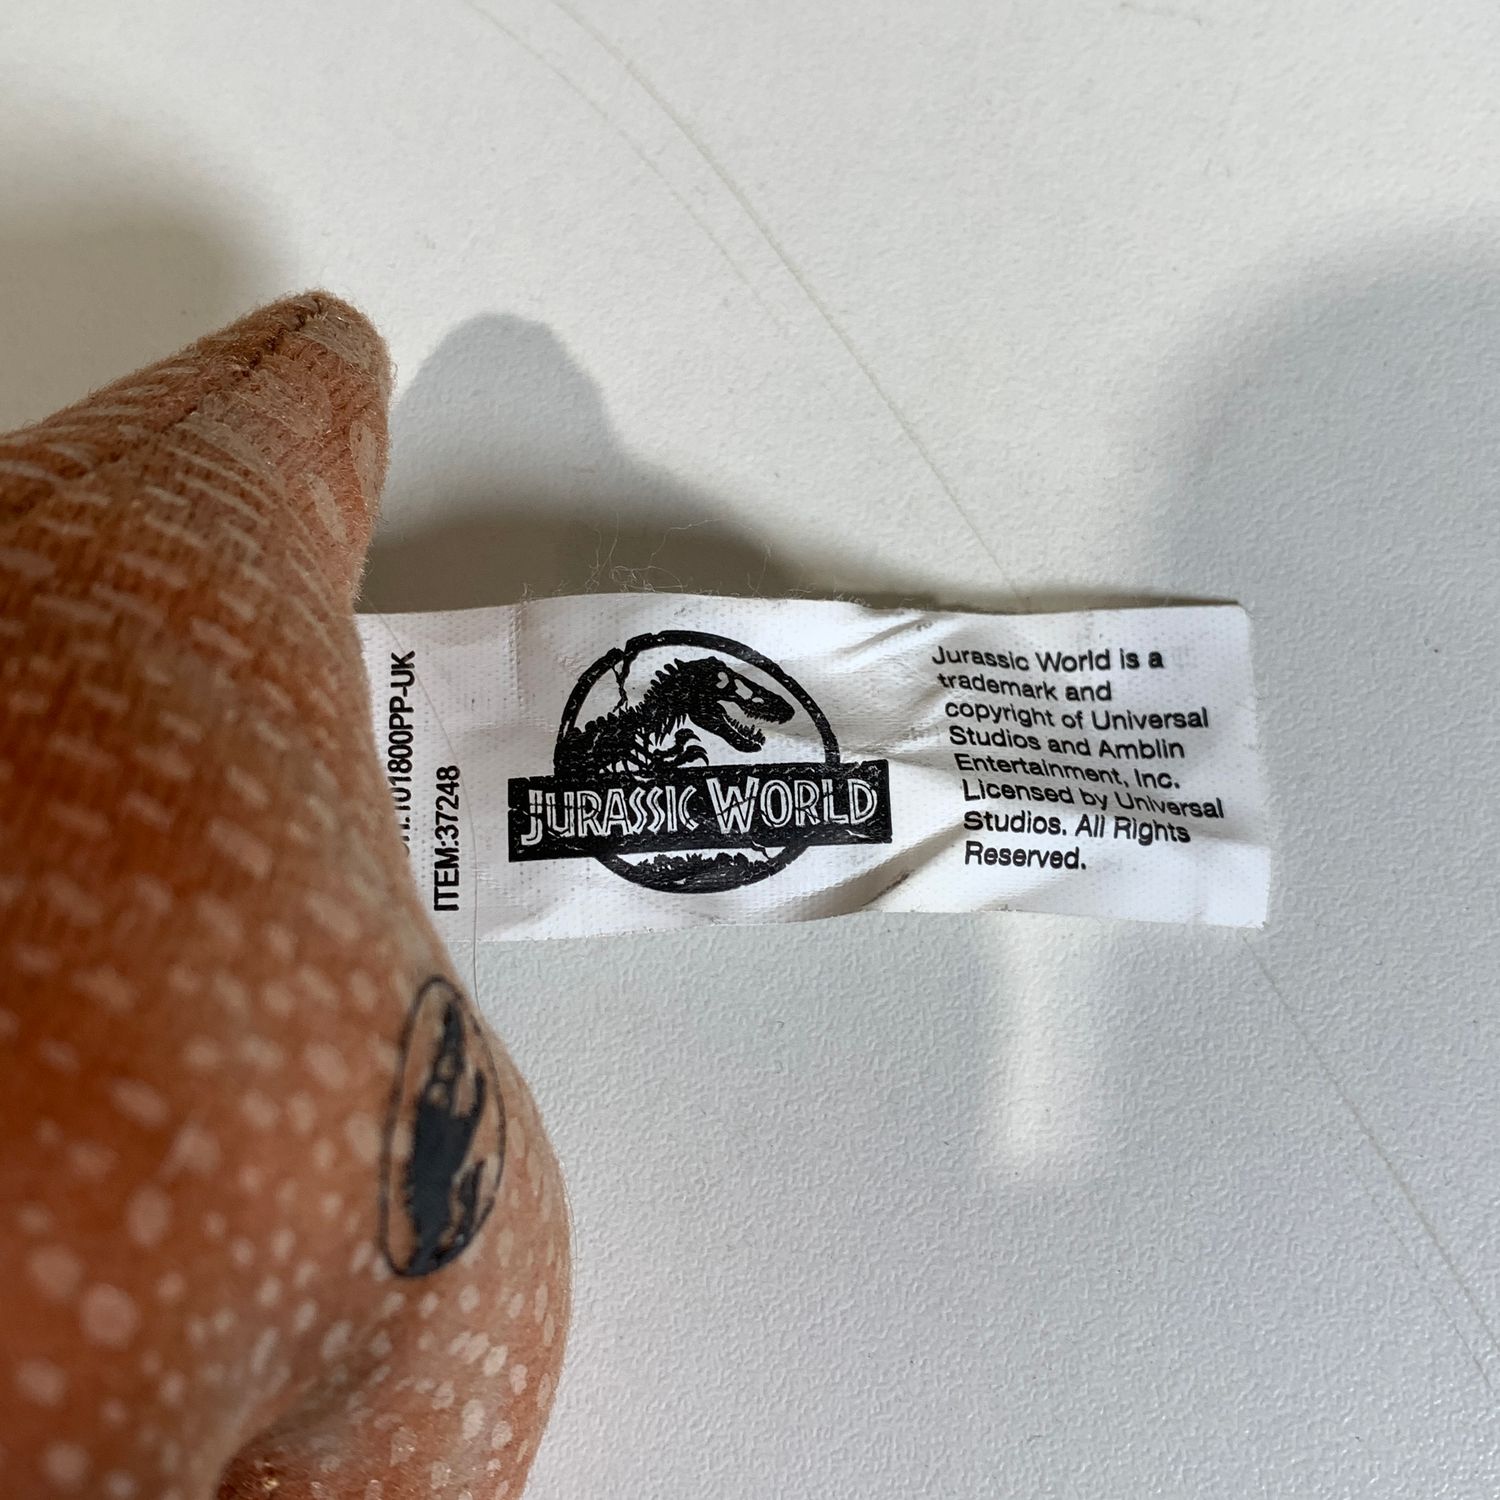 101800PP-UK
ITEM:37248
JURASSIC WORLD
Jurassic World is a
trademark and
copyright of Universal
Studios and Amblin
Entertainment, Inc.
Licensed by Universal
Studios. All Rights
Reserved.